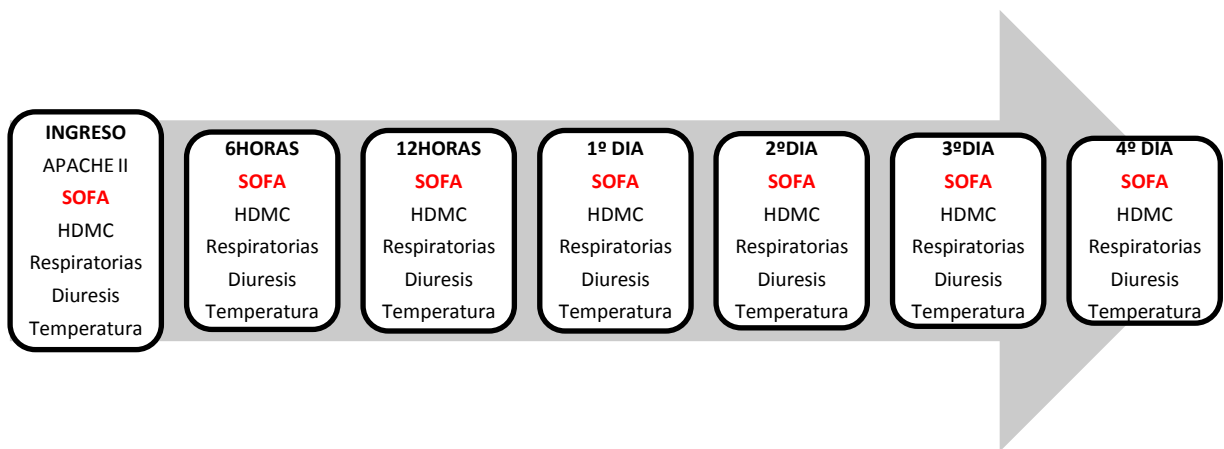 INGRESO
APACHE II
SOFA
HDMC
Respiratorias
Diuresis
Temperatura
6HORAS
SOFA
HDMC
Respiratorias
Diuresis
Temperatura
12HORAS
SOFA
HDMC
Respiratorias
Diuresis
Temperatura
1º DIA
SOFA
HDMC
Respiratorias
Diuresis
Temperatura
2ºDIA
SOFA
HDMC
Respiratorias
Diuresis
Temperatura
3ºDIA
SOFA
HDMC
Respiratorias
Diuresis
Temperatura
4º DIA
SOFA
HDMC
Respiratorias
Diuresis
Temperatura